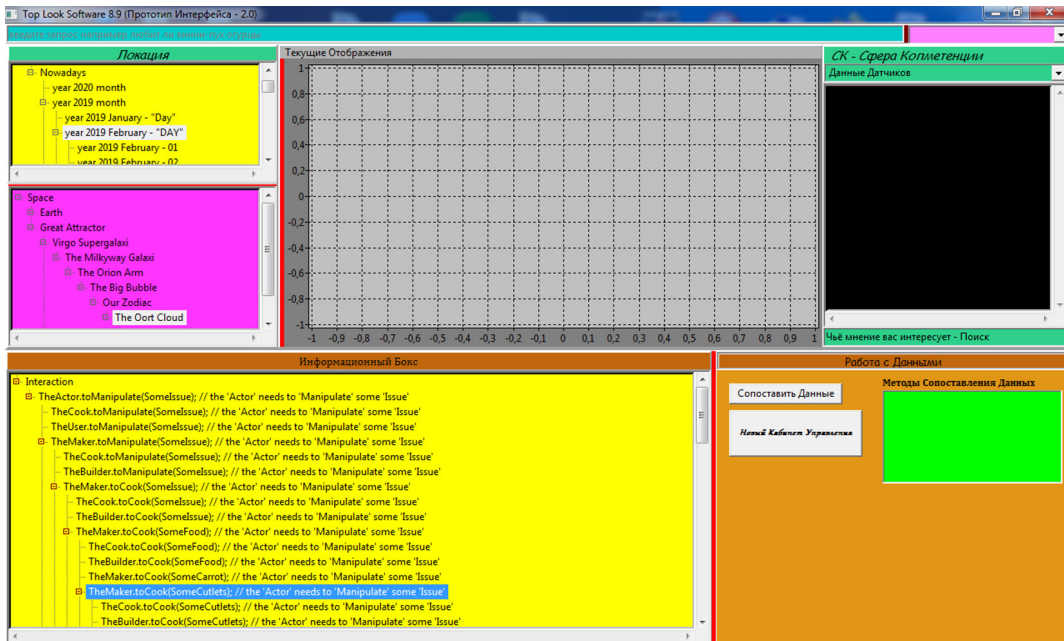 Top Look Software 8.9 (Прототип Интерфейса - 2.0)
введите запрос например любит ли винни-пух огурцы
Локация
Nowadays
year 2020 month
year 2019 month
year 2019 January - "Day"
year 2019 February - "DAY"
year 2019 February - 01
year 2019 February - 02
Space
Earth
Great Attractor
Virgo Supergalaxi
The Milkyway Galaxi
The Orion Arm
The Big Bubble
Our Zodiac
The Oort Cloud
Текущие Отображения
1
0,8
0,6
0,4
0,2
0
-0,2
-0,4
-0,6
-0,8
-1
-1 -0,9 -0,8 -0,7 -0,6 -0,5 -0,4 -0,3 -0,2 -0,1 0 0,1 0,2 0,3 0,4 0,5 0,6 0,7 0,8 0,9 1
СК - Сфера Копметенции
Данные Датчиков
Чьё мнение вас интересует - Поиск
Информационный Бокс
Interaction
TheActor.toManipulate(SomeIssue); // the 'Actor' needs to 'Manipulate' some 'Issue'
TheCook.toManipulate(SomeIssue); // the 'Actor' needs to 'Manipulate' some 'Issue'
TheUser.toManipulate(SomeIssue); // the 'Actor' needs to 'Manipulate' some 'Issue'
TheMaker.toManipulate(SomeIssue); // the 'Actor' needs to 'Manipulate' some 'Issue'
TheCook.toManipulate(SomeIssue); // the 'Actor' needs to 'Manipulate' some 'Issue'
TheBuilder.toManipulate(SomeIssue); // the 'Actor' needs to 'Manipulate' some 'Issue'
TheMaker.toCook(SomeIssue); // the 'Actor' needs to 'Manipulate' some 'Issue'
TheCook.toCook(SomeIssue); // the 'Actor' needs to 'Manipulate' some 'Issue'
TheBuilder.toCook(SomeIssue); // the 'Actor' needs to 'Manipulate' some 'Issue'
TheMaker.toCook(SomeFood); // the 'Actor' needs to 'Manipulate' some 'Issue'
TheCook.toCook(SomeFood); // the 'Actor' needs to 'Manipulate' some 'Issue'
TheBuilder.toCook(SomeFood); // the 'Actor' needs to 'Manipulate' some 'Issue'
TheMaker.toCook(SomeCarrot); // the 'Actor' needs to 'Manipulate' some 'Issue'
TheMaker.toCook(SomeCutlets); // the 'Actor' needs to 'Manipulate' some 'Issue'
TheCook.toCook(SomeCutlets); // the 'Actor' needs to 'Manipulate' some 'Issue'
TheBuilder.toCook(SomeCutlets); // the 'Actor' needs to 'Manipulate' some 'Issue'
Работа с Данными
Сопоставить Данные
Новый Кабинет Управления
Методы Сопоставления Данных